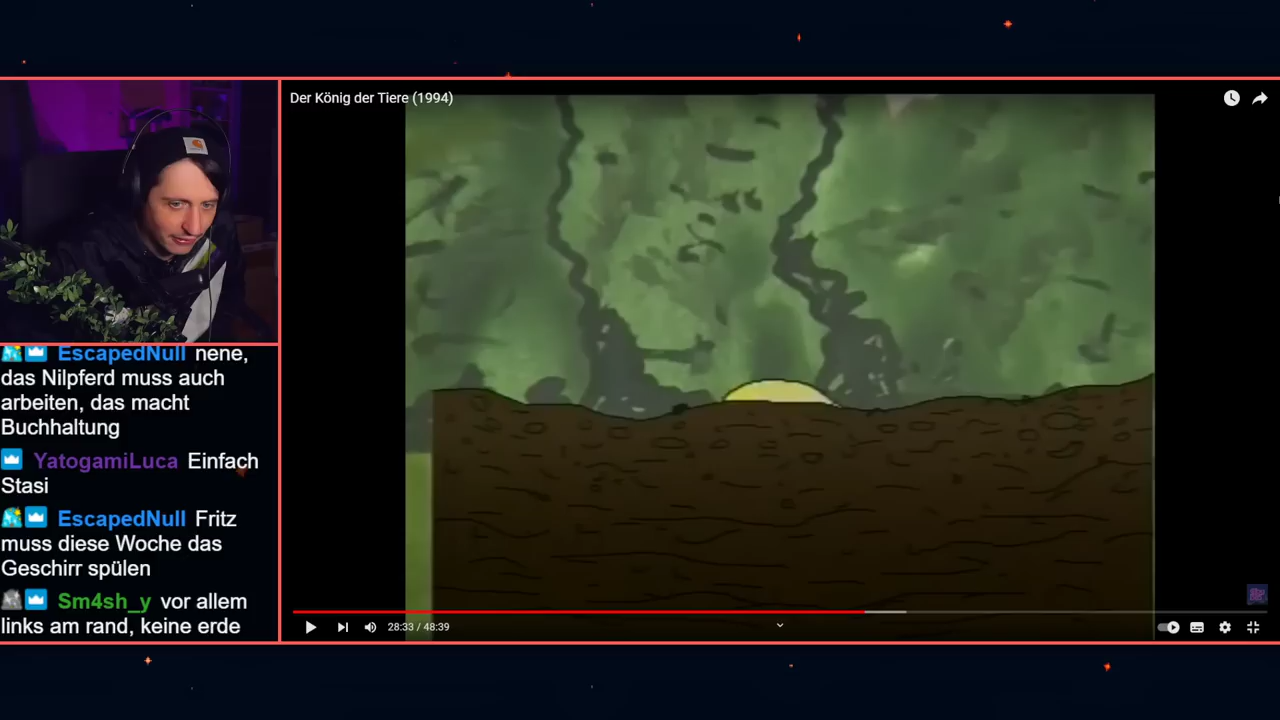 Der König der Tiere (1994)
EscapedNull nene,
das Nilpferd muss auch
arbeiten, das macht
Buchhaltung
YatogamiLuca Einfach
Stasi
EscapedNull Fritz
muss diese Woche das
Geschirr spülen
Sm4sh_y vor allem
links am rand, keine erde
28:33 / 48:39